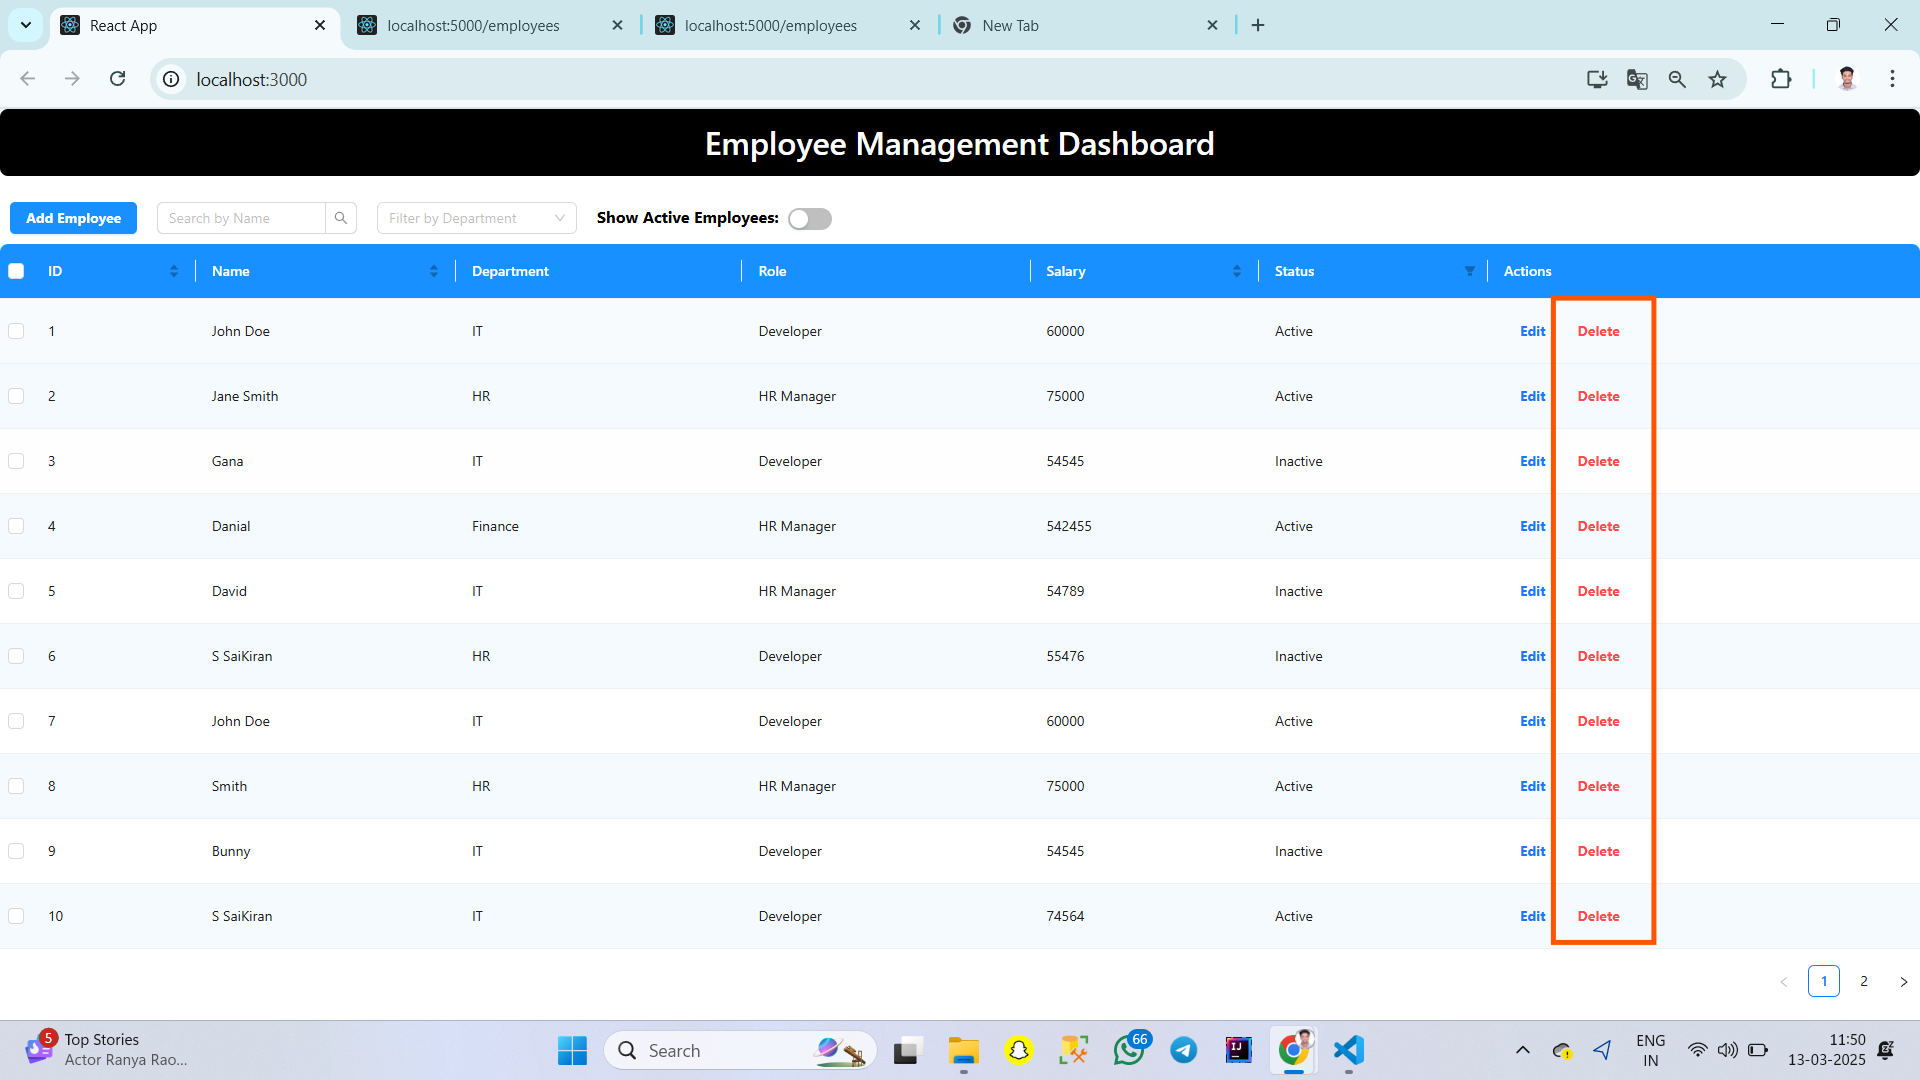 React App
localhost:5000/employees
localhost:5000/employees
New Tab
localhost:3000
Employee Management Dashboard
Add Employee Search by Name Filter by Department Show Active Employees:
ID Name Department Role Salary Status Actions
1 John Doe IT Developer 60000 Active Edit Delete
2 Jane Smith HR HR Manager 75000 Active Edit Delete
3 Gana IT Developer 54545 Inactive Edit Delete
4 Danial Finance HR Manager 542455 Active Edit Delete
5 David IT HR Manager 54789 Inactive Edit Delete
6 S SaiKiran HR Developer 55476 Inactive Edit Delete
7 John Doe IT Developer 60000 Active Edit Delete
8 Smith HR HR Manager 75000 Active Edit Delete
9 Bunny IT Developer 54545 Inactive Edit Delete
10 S SaiKiran IT Developer 74564 Active Edit Delete
< 1 2 >
5 Top Stories
Actor Ranya Rao...
Search
66
IJ
ENG
IN
11:50
13-03-2025